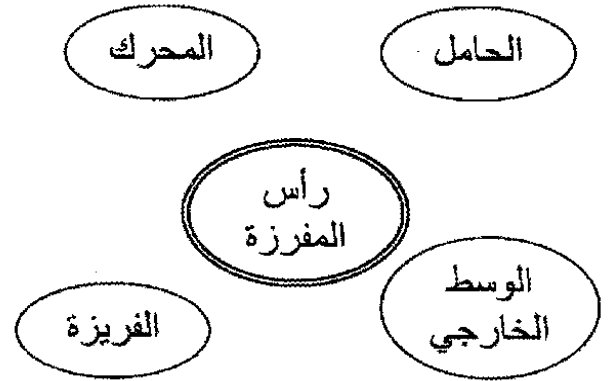 الحامل
المحرك
رأس
المفرزة
الوسط
الخارجي
الفريزة